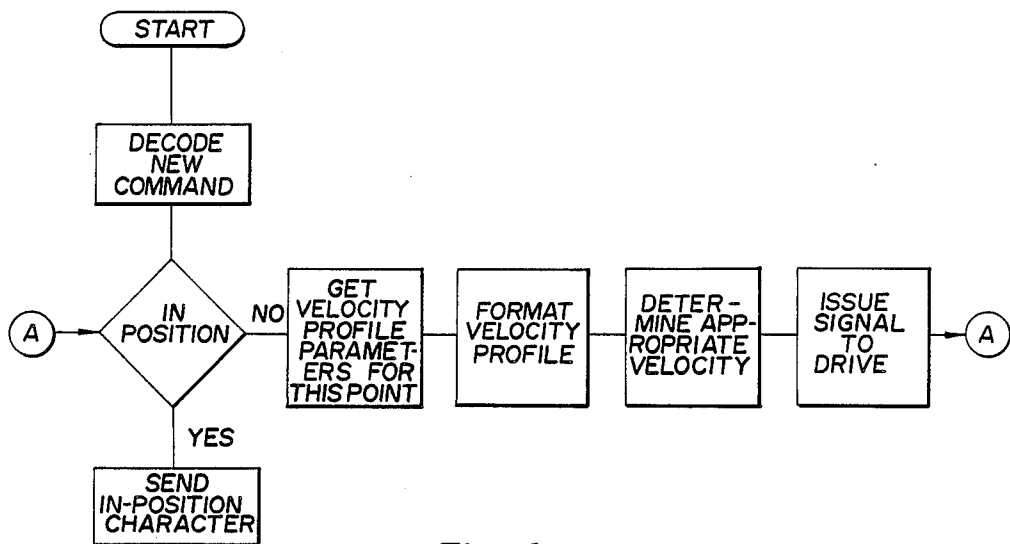 START
DECODE
NEW
COMMAND
A
IN
POSITION
NO
GET
VELOCITY
PROFILE
PARAMET-
ERS FOR
THIS POINT
FORMAT
VELOCITY
PROFILE
DETER-
MINE APP-
ROPRIATE
VELOCITY
ISSUE
SIGNAL
TO
DRIVE
A
YES
SEND
IN-POSITION
CHARACTER